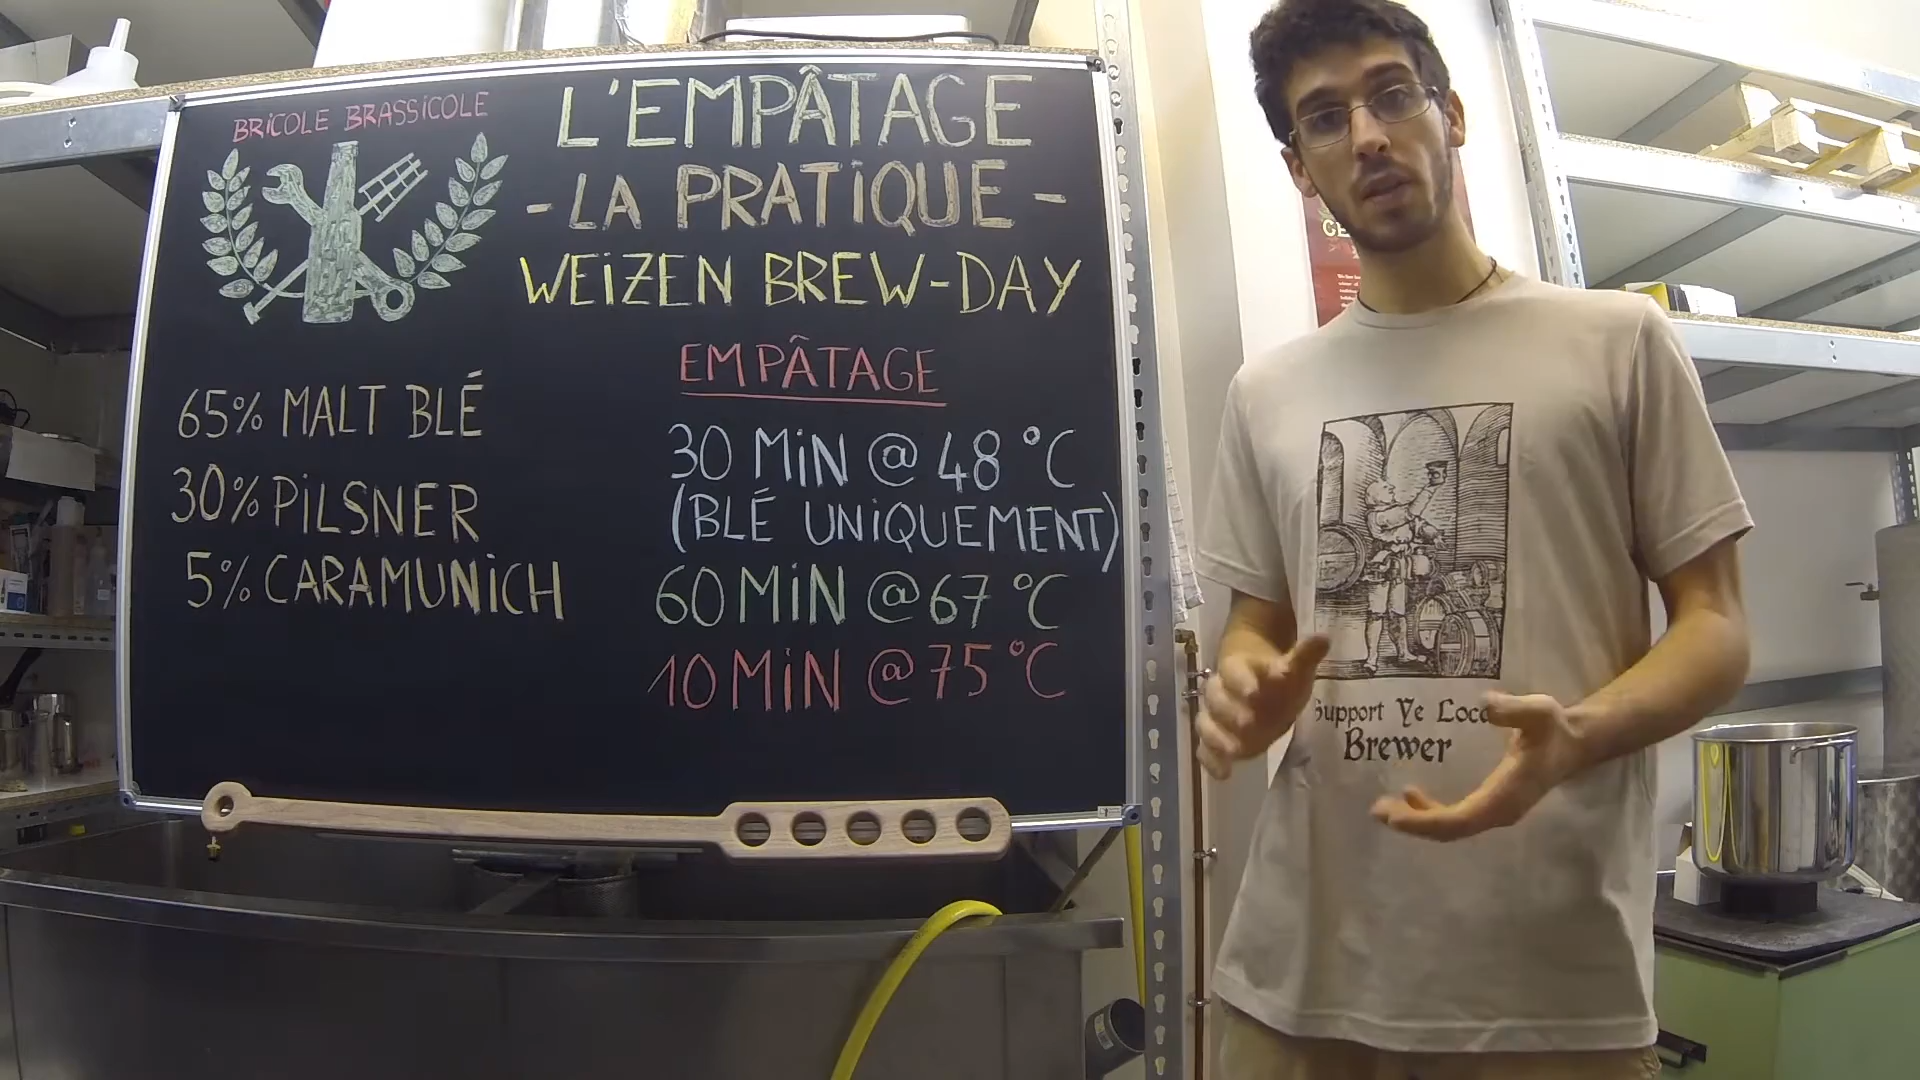 BRICOLE BRASSICOLE
L'EMPÂTAGE
- LA PRATIQUE -
WEIZEN BREW-DAY
65% MALT BLÉ
30% PILSNER
5% CARAMUNICH
EMPÂTAGE
30 MIN @ 48 °C
(BLÉ UNIQUEMENT)
60 MIN @ 67 °C
10 MIN @ 75 °C
Support Ye Loca
Brewer